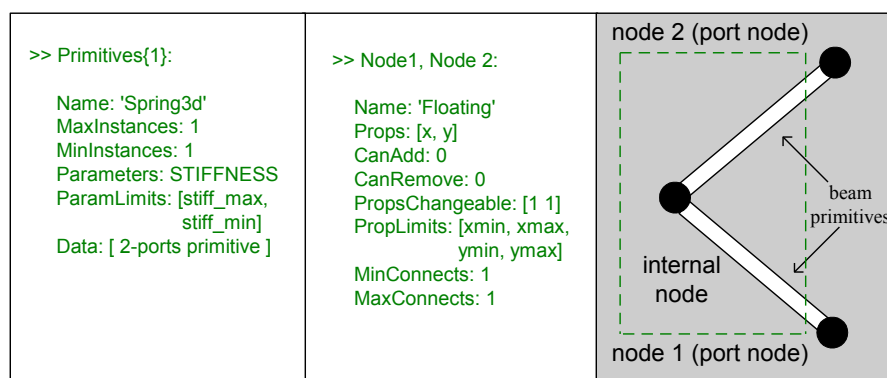 >> Primitives{1}:
Name: 'Spring3d'
MaxInstances: 1
MinInstances: 1
Parameters: STIFFNESS
ParamLimits: [stiff_max,
stiff_min]
Data: [ 2-ports primitive ]
>> Node1, Node 2:
Name: 'Floating'
Props: [x, y]
CanAdd: 0
CanRemove: 0
PropsChangeable: [1 1]
PropLimits: [xmin, xmax,
ymin, ymax]
MinConnects: 1
MaxConnects: 1
node 2 (port node)
beam
primitives
internal
node
node 1 (port node)